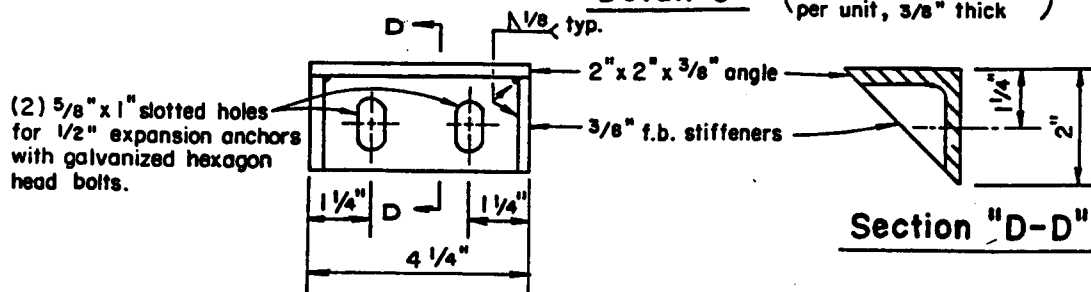 per unit, 3/8" thick
D
1/8 typ.
2" x 2" x 3/8" angle
(2) 5/8" x 1" slotted holes
for 1/2" expansion anchors
with galvanized hexagon
head bolts.
3/8" f.b. stiffeners
1 1/4"
2"
1 1/4"
D
1 1/4"
4 1/4"
Section "D-D"